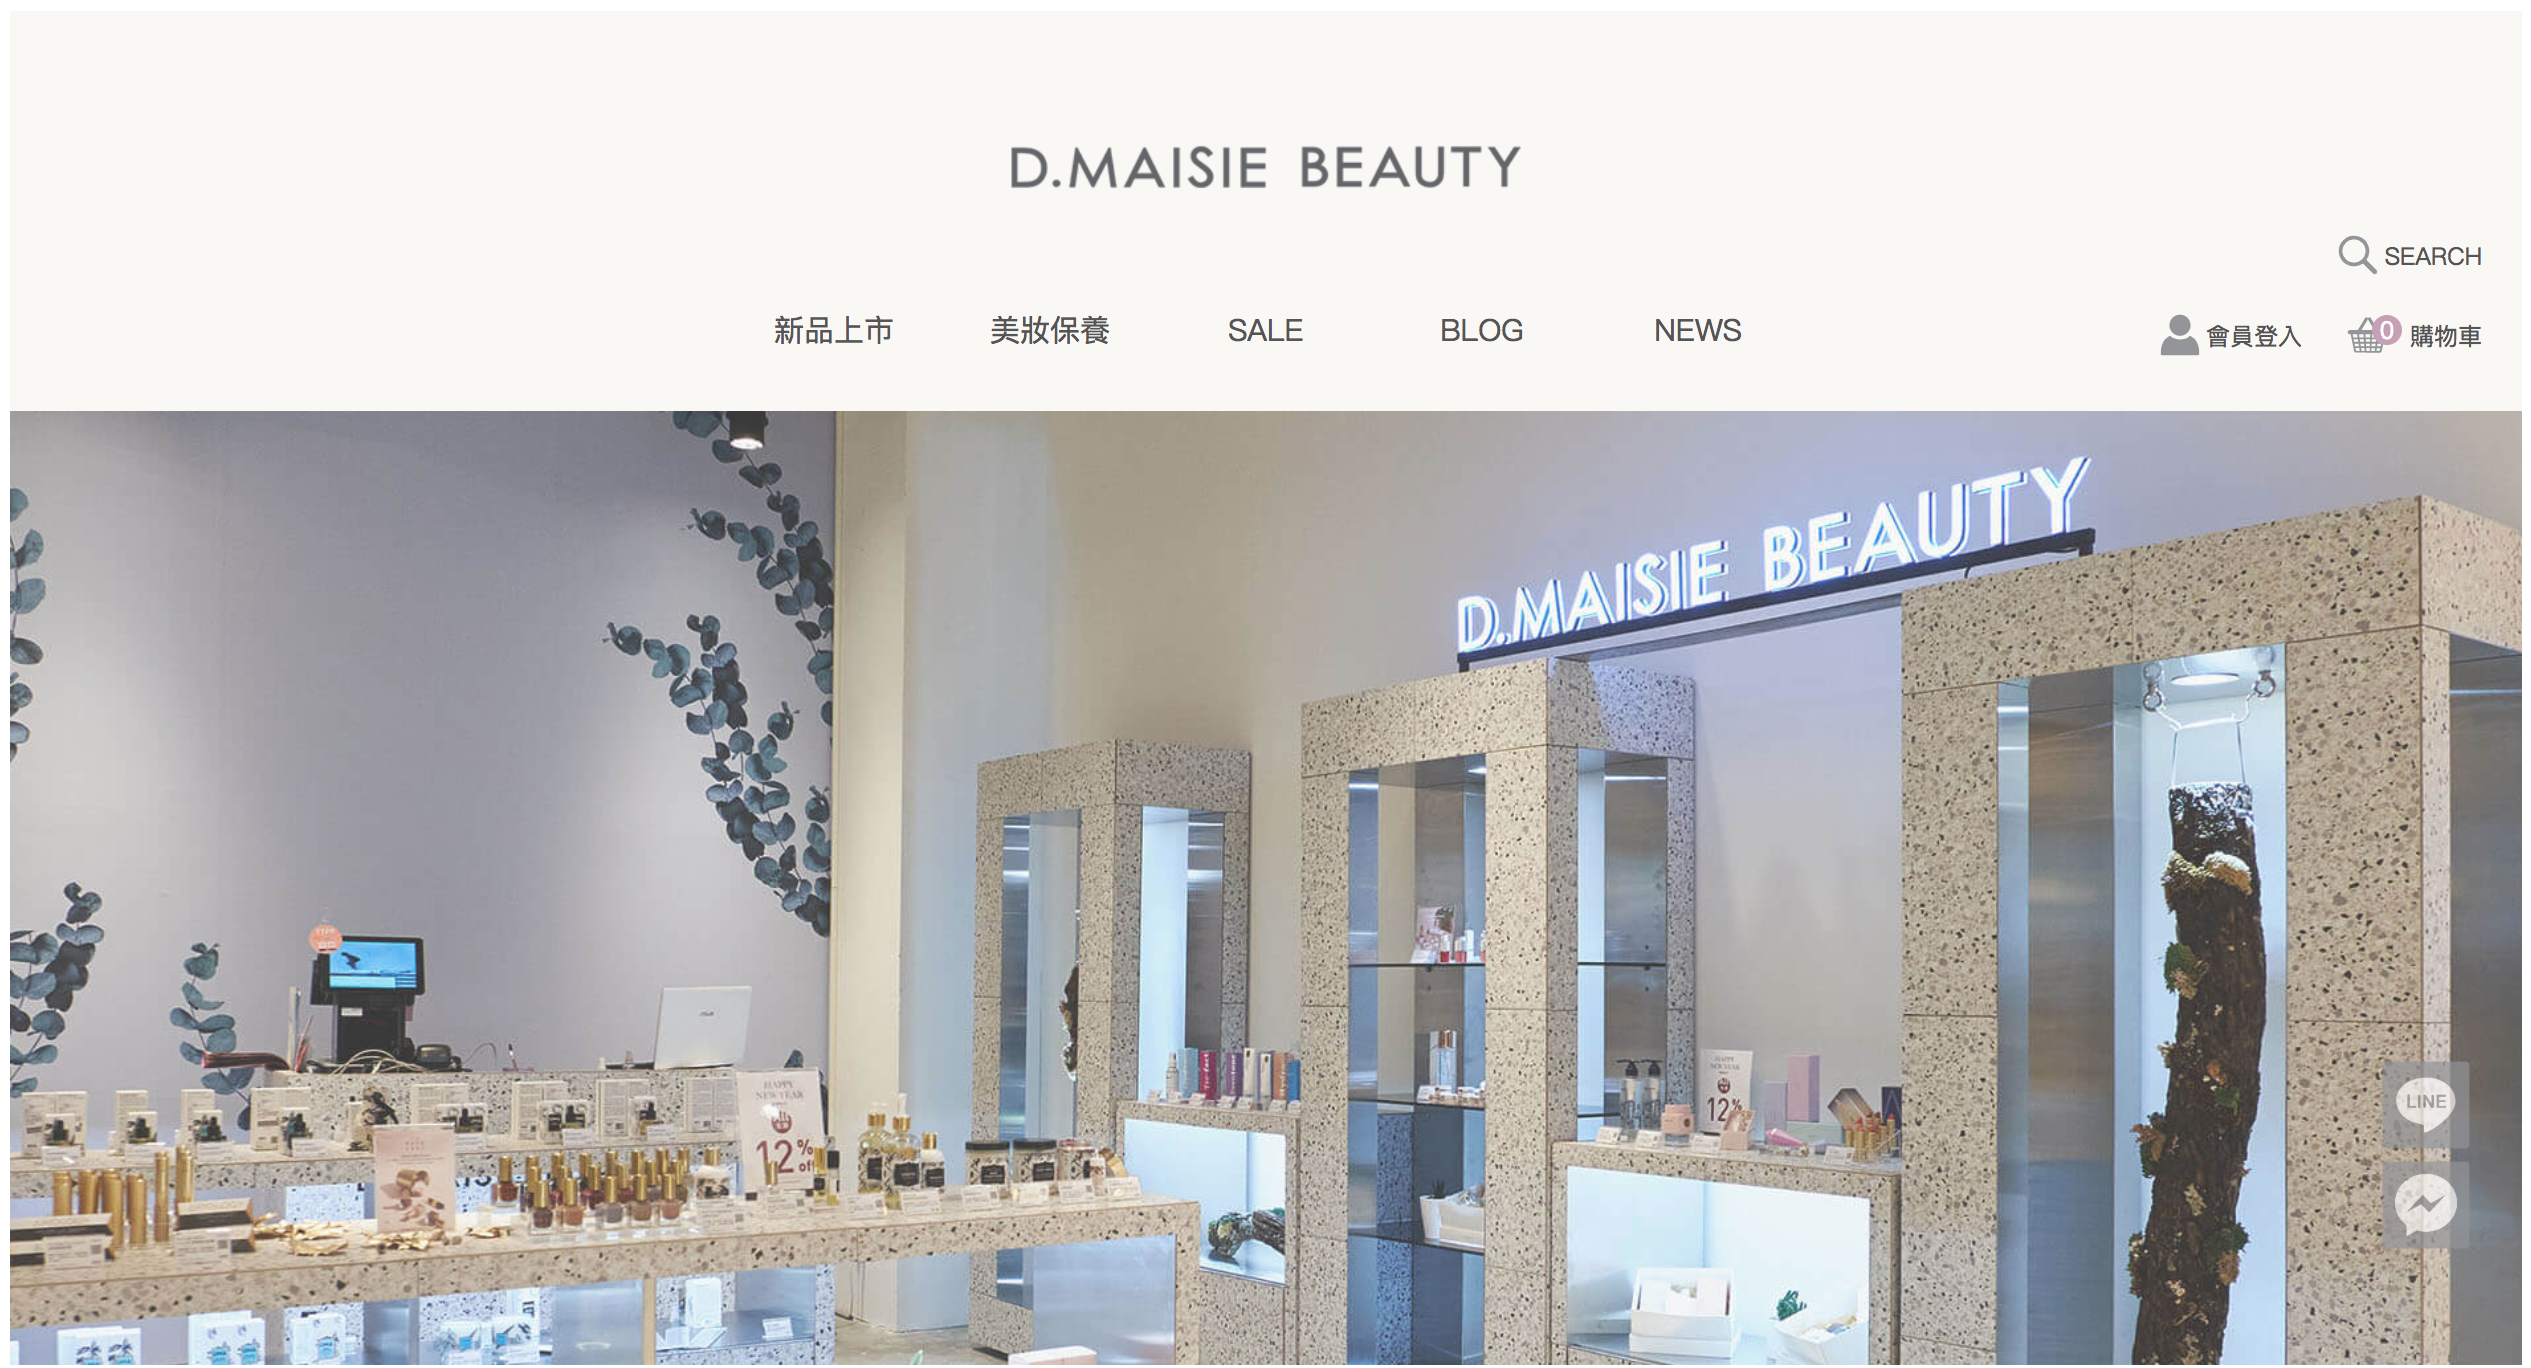 D.MAISIE BEAUTY
SEARCH
新品上市
美妝保養
SALE
BLOG
NEWS
會員登入
0
購物車
D.MAISIE BEAUTY
HAPPY
NEW YEAR
12%
off
HAPPY
NEW YEAR
12%
LINE